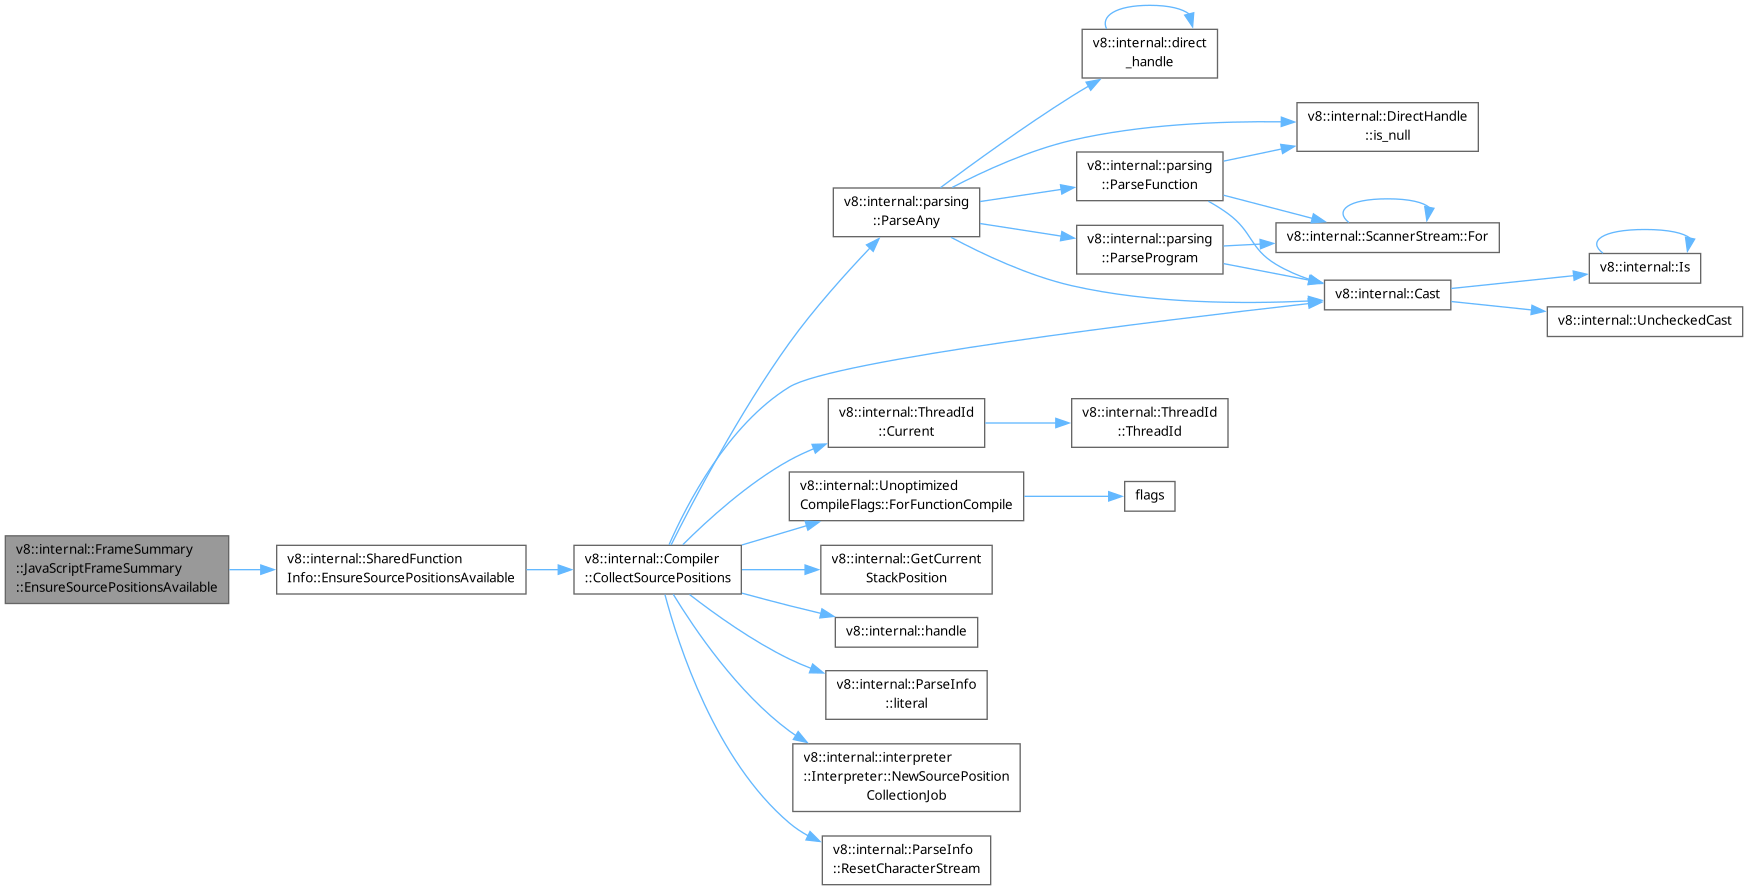 v8::internal::direct
_handle
v8::internal::DirectHandle
::is_null
v8::internal::parsing
::ParseFunction
v8::internal::parsing
::ParseAny
v8::internal::ScannerStream::For
v8::internal::parsing
::ParseProgram
v8::internal::Is
v8::internal::Cast
v8::internal::UncheckedCast
v8::internal::ThreadId
::Current
v8::internal::ThreadId
::ThreadId
v8::internal::Unoptimized
CompileFlags::ForFunctionCompile
flags
v8::internal::FrameSummary
::JavaScriptFrameSummary
::EnsureSourcePositionsAvailable
v8::internal::SharedFunction
Info::EnsureSourcePositionsAvailable
v8::internal::Compiler
::CollectSourcePositions
v8::internal::GetCurrent
StackPosition
v8::internal::handle
v8::internal::ParseInfo
::literal
v8::internal::interpreter
::Interpreter::NewSourcePosition
CollectionJob
v8::internal::ParseInfo
::ResetCharacterStream